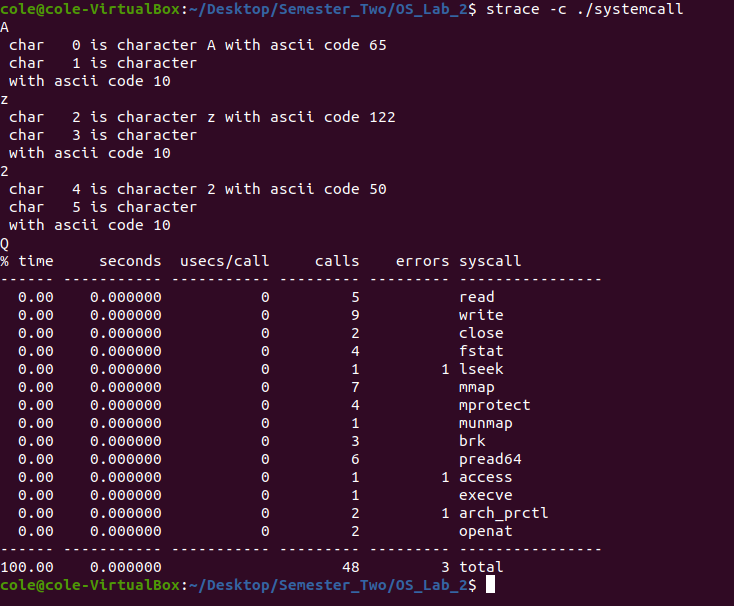 cole@cole-VirtualBox:~/Desktop/Semester_Two/OS_Lab_2$ strace -c ./systemcall
A
 char   0 is character A with ascii code 65
 char   1 is character
 with ascii code 10
z
 char   2 is character z with ascii code 122
 char   3 is character
 with ascii code 10
2
 char   4 is character 2 with ascii code 50
 char   5 is character
 with ascii code 10
Q
% time     seconds  usecs/call     calls    errors syscall
------ ----------- ----------- --------- --------- ----------------
  0.00    0.000000           0         5           read
  0.00    0.000000           0         9           write
  0.00    0.000000           0         2           close
  0.00    0.000000           0         4           fstat
  0.00    0.000000           0         1         1 lseek
  0.00    0.000000           0         7           mmap
  0.00    0.000000           0         4           mprotect
  0.00    0.000000           0         1           munmap
  0.00    0.000000           0         3           brk
  0.00    0.000000           0         6           pread64
  0.00    0.000000           0         1         1 access
  0.00    0.000000           0         1           execve
  0.00    0.000000           0         2         1 arch_prctl
  0.00    0.000000           0         2           openat
------ ----------- ----------- --------- --------- ----------------
100.00    0.000000                    48         3 total
cole@cole-VirtualBox:~/Desktop/Semester_Two/OS_Lab_2$